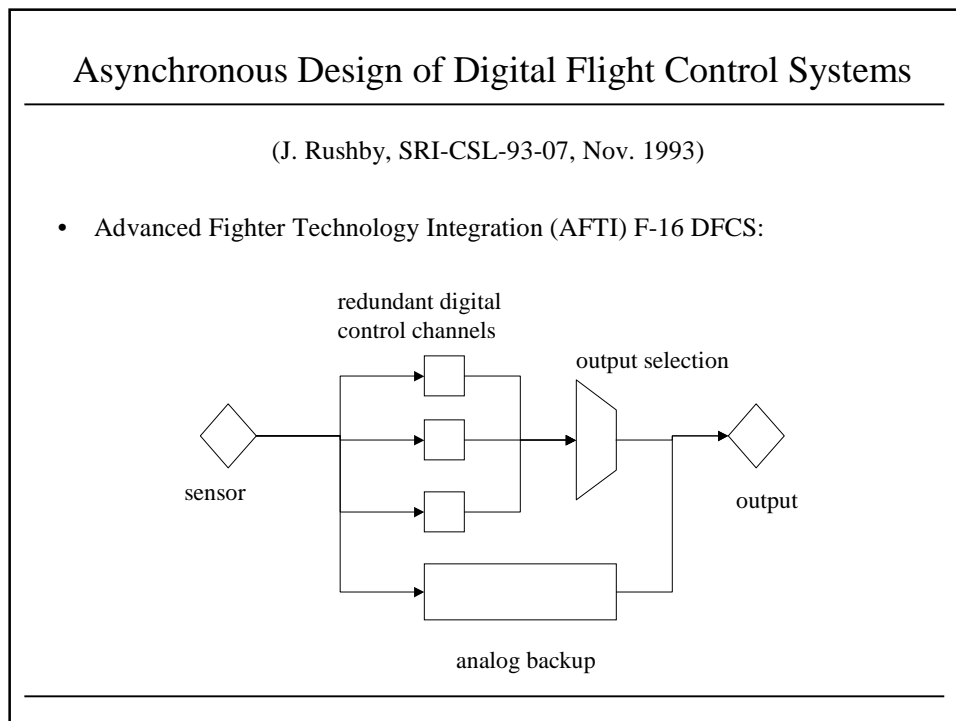 Asynchronous Design of Digital Flight Control Systems
(J. Rushby, SRI-CSL-93-07, Nov. 1993)
• Advanced Fighter Technology Integration (AFTI) F-16 DFCS:
redundant digital
control channels
output selection
sensor
output
analog backup